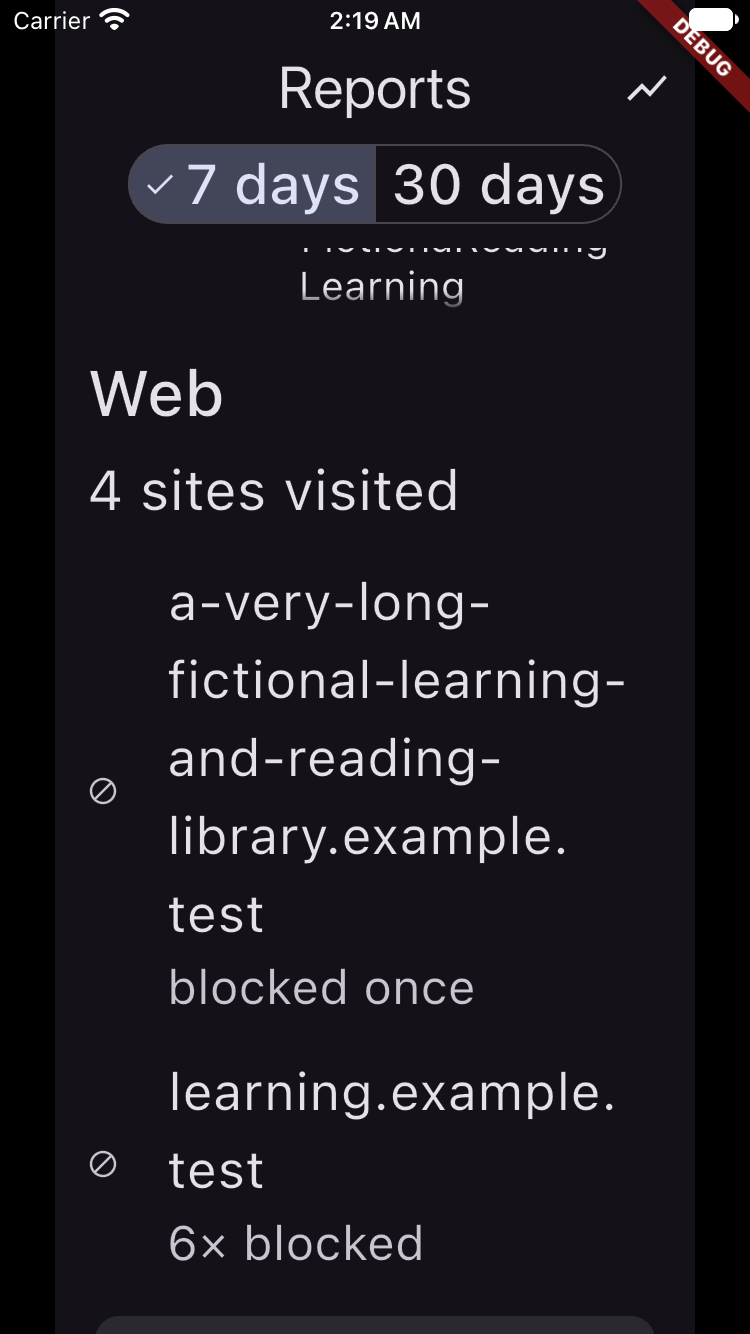 Carrier
2:19 AM
DEBUG
Reports
7 days
30 days
Learning
Web
4 sites visited
a-very-long-
fictional-learning-
and-reading-
library.example.
test
blocked once
learning.example.
test
6× blocked